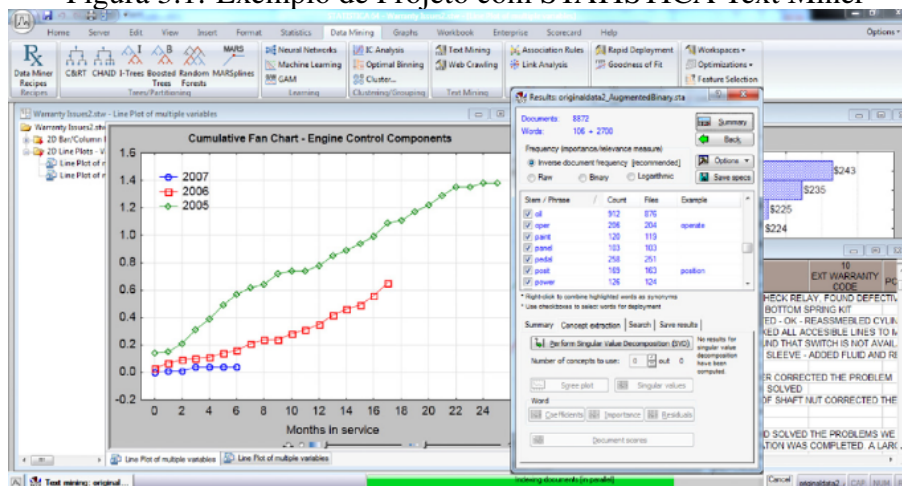 Figura 3.1: Exemplo de Projeto com STATISTICA Text Miner
Home Server Edit View Insert Format Statistics Data Mining Graphs Workbook Enterprise Scorecard Help Options
Data Miner Recipes
C&RT CHAID I-Trees Boosted Trees Random Forests MARSplines
MARS
Neural Networks
Machine Learning
GAM
IC Analysis
Optimal Binning
Cluster...
Text Mining
Web Crawling
Association Rules
Link Analysis
Rapid Deployment
Goodness of Fit
Workspaces
Optimizations
Feature Selection
Recipes Trees/Partitioning Learning Clustering/Grouping Text Mining
Warranty Issues2.stw - Line Plot of multiple variables
Warranty Issues2.stw
2D Bar/Column
2D Line Plots - V
Line Plot of r
Line Plot of r
Cumulative Fan Chart - Engine Control Components
2007
2006
2005
1.6
1.4
1.2
1.0
0.8
0.6
0.4
0.2
0.0
-0.2
0 2 4 6 8 10 12 14 16 18 20 22 24
Months in service
Line Plot of multiple variables Line Plot of multiple variables
Results: originaldata2_AugmentedBinary.sta
Documents: 8872
Words: 106 + 2700
Summary
Back
Options
Save specs
Frequency (importance/relevance measure)
Inverse document frequency [recommended]
Raw Binary Logarithmic
Stem / Phrase / Count Files Example
oil 912 876
oper 206 204 operate
paint 120 119
panel 103 103
pedal 258 251
posit 169 163 position
power 126 124
* Right-click to combine highlighted words as synonyms
* Use checkboxes to select words for deployment
Summary Concept extraction Search Save results
Perform Singular Value Decomposition (SVD)
No results for singular value decomposition have been computed.
Number of concepts to use: 0 out 0
Scree plot Singular values
Word
Coefficients Importance Residuals
Document scores
$243
$235
$225
$224
10
EXT WARRANTY
CODE
HECK RELAY, FOUND DEFECTIV
BOTTOM SPRING KIT
TED - OK - REASSMEBLED CYLIN
KED ALL ACCESIBLE LINES TO M
ND THAT SWITCH IS NOT AVAIL
SLEEVE - ADDED FLUID AND RE
ER CORRECTED THE PROBLEM
SOLVED
OF SHAFT NUT CORRECTED THE
D SOLVED THE PROBLEMS WE
TION WAS COMPLETED. A LARG
Text mining: original...
Indexing documents (in parallel)
Cancel originaldata2 CAP NUM